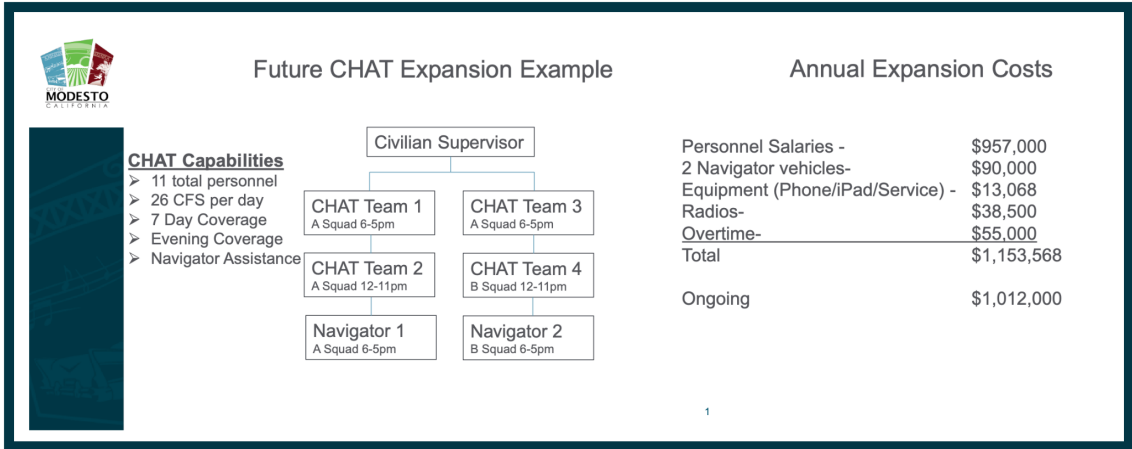 CITY OF
MODESTO
CALIFORNIA
Future CHAT Expansion Example
CHAT Capabilities
➢ 11 total personnel
➢ 26 CFS per day
➢ 7 Day Coverage
➢ Evening Coverage
➢ Navigator Assistance
Civilian Supervisor
CHAT Team 1
A Squad 6-5pm
CHAT Team 2
A Squad 12-11pm
Navigator 1
A Squad 6-5pm
CHAT Team 3
A Squad 6-5pm
CHAT Team 4
B Squad 12-11pm
Navigator 2
B Squad 6-5pm
Annual Expansion Costs
Personnel Salaries - $957,000
2 Navigator vehicles- $90,000
Equipment (Phone/iPad/Service) - $13,068
Radios- $38,500
Overtime- $55,000
Total $1,153,568
Ongoing $1,012,000
1